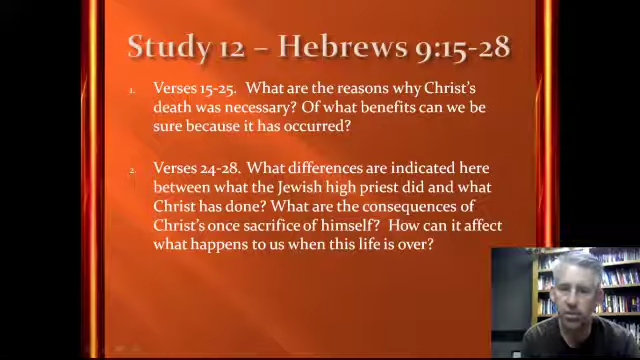 Study 12 – Hebrews 9:15-28
1. Verses 15-25. What are the reasons why Christ's
death was necessary? Of what benefits can we be
sure because it has occurred?
2. Verses 24-28. What differences are indicated here
between what the Jewish high priest did and what
Christ has done? What are the consequences of
Christ's once sacrifice of himself? How can it affect
what happens to us when this life is over?